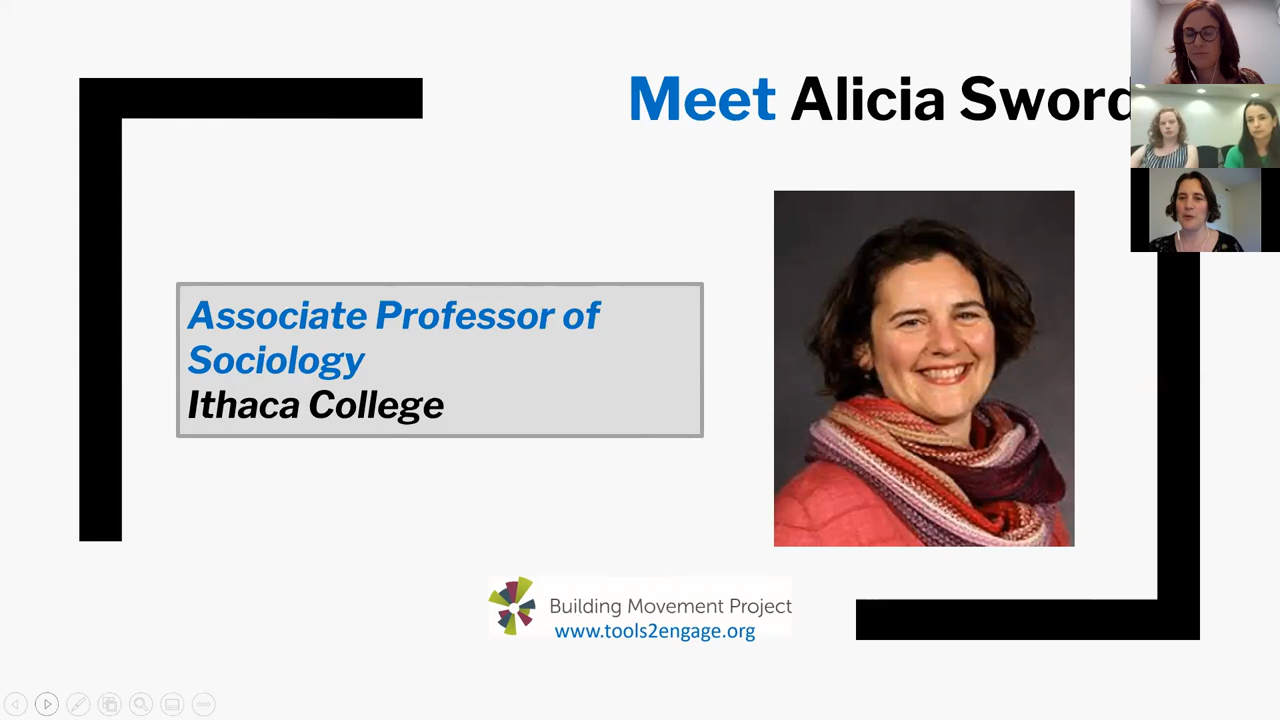 Meet Alicia Sword
Associate Professor of
Sociology
Ithaca College
Building Movement Project
www.tools2engage.org